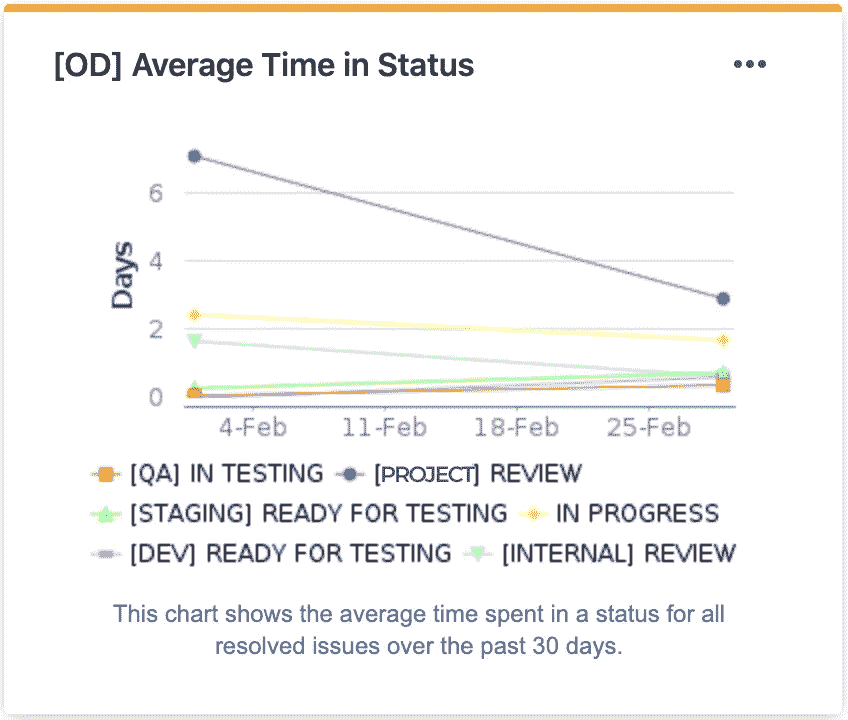 [OD] Average Time in Status
Days
6
4
2
0
4-Feb 11-Feb 18-Feb 25-Feb
[QA] IN TESTING [PROJECT] REVIEW
[STAGING] READY FOR TESTING IN PROGRESS
[DEV] READY FOR TESTING [INTERNAL] REVIEW
This chart shows the average time spent in a status for all
resolved issues over the past 30 days.